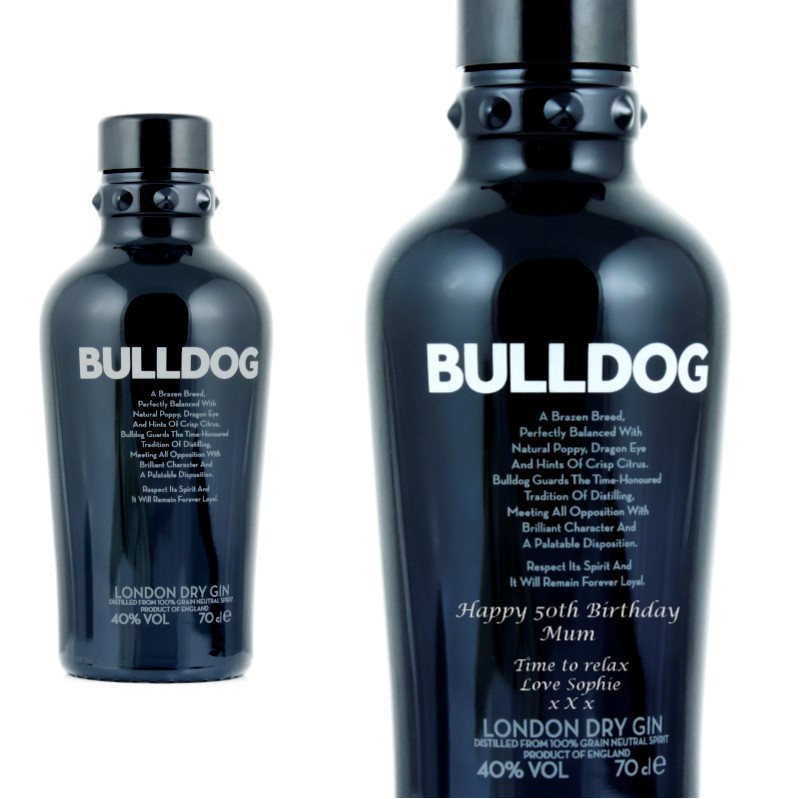 BULLDOG
A Brazen Breed,
Perfectly Balanced With
Natural Poppy, Dragon Eye
And Hints Of Crisp Citrus.
Bulldog Guards The Time-Honoured
Tradition Of Distilling,
Meeting All Opposition With
Brilliant Character And
A Palatable Disposition.
Respect Its Spirit And
It Will Remain Forever Loyal.
LONDON DRY GIN
DISTILLED FROM 100% GRAIN NEUTRAL SPIRIT
PRODUCT OF ENGLAND
40% VOL 70 cl e
BULLDOG
A Brazen Breed,
Perfectly Balanced With
Natural Poppy, Dragon Eye
And Hints Of Crisp Citrus.
Bulldog Guards The Time-Honoured
Tradition Of Distilling,
Meeting All Opposition With
Brilliant Character And
A Palatable Disposition.
Respect Its Spirit And
It Will Remain Forever Loyal.
Happy 50th Birthday
Mum
Time to relax
Love Sophie
x X x
LONDON DRY GIN
DISTILLED FROM 100% GRAIN NEUTRAL SPIRIT
PRODUCT OF ENGLAND
40% VOL 70 cl e